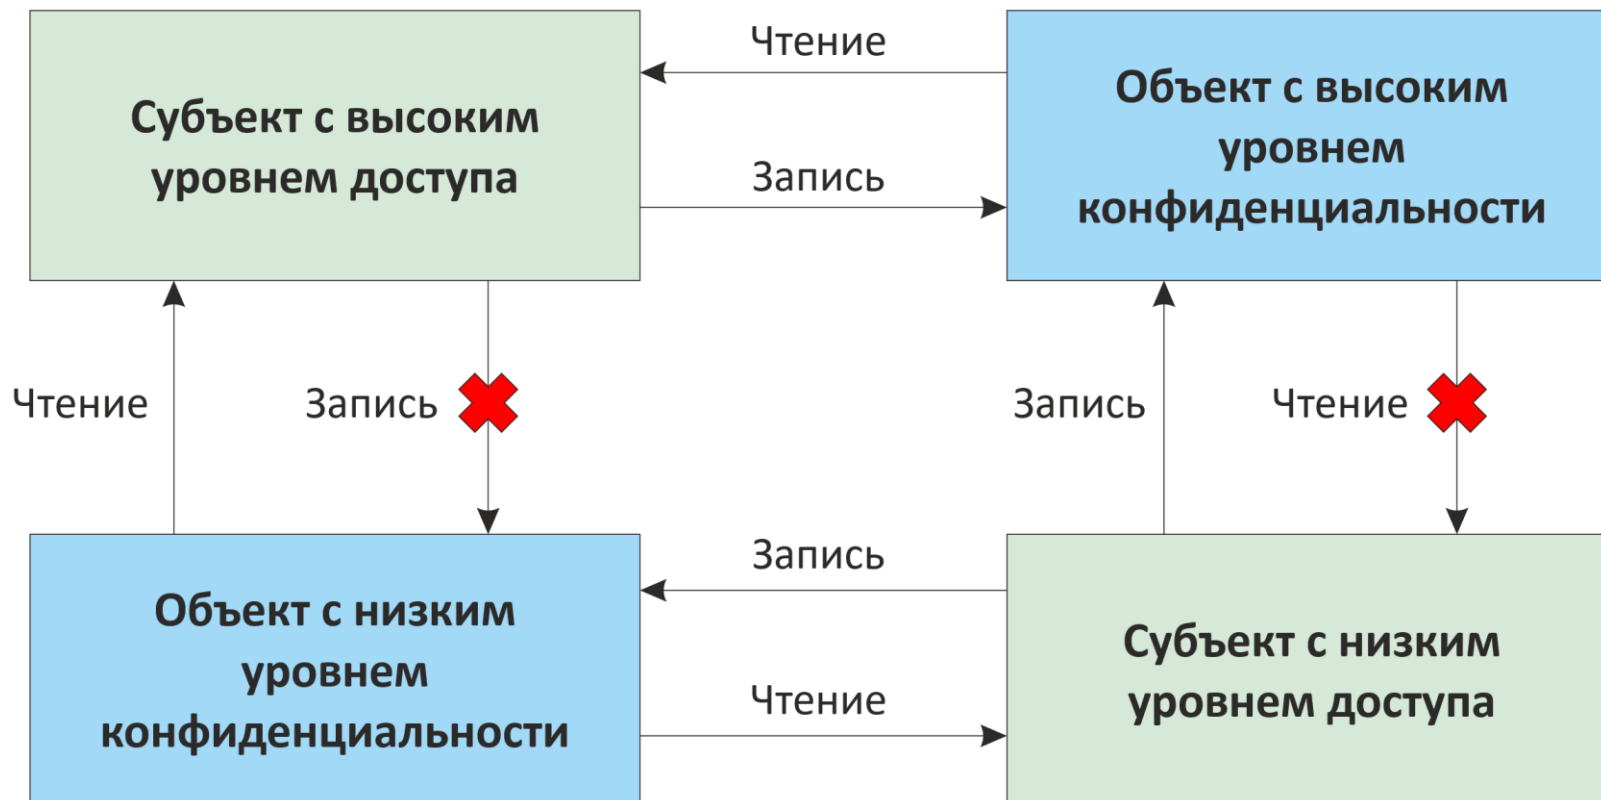 Чтение
Субъект с высоким
уровнем доступа
Объект с высоким
уровнем
конфиденциальности
Запись
Чтение
Запись
Запись
Чтение
Запись
Объект с низким
уровнем
конфиденциальности
Субъект с низким
уровнем доступа
Чтение